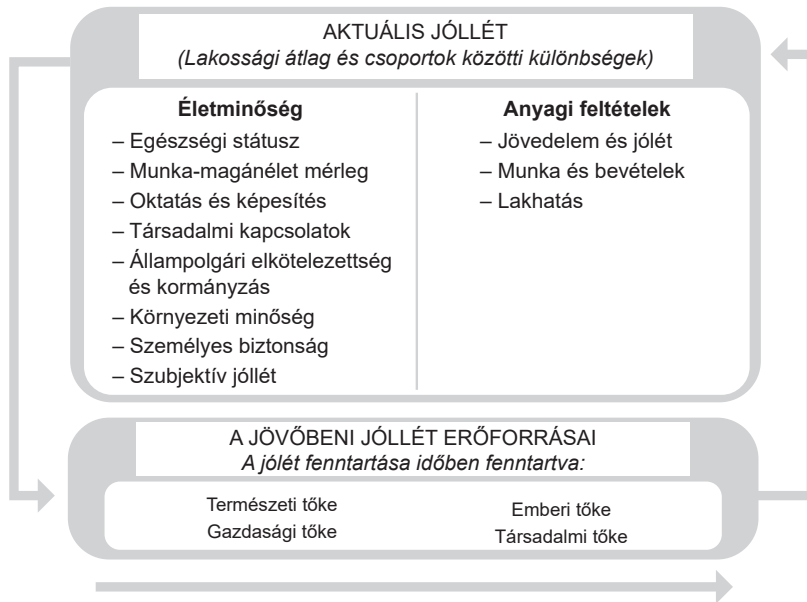 AKTUÁLIS JÓLLÉT
(Lakossági átlag és csoportok közötti különbségek)
Életminőség
– Egészségi státusz
– Munka-magánélet mérleg
– Oktatás és képesítés
– Társadalmi kapcsolatok
– Állampolgári elkötelezettség
és kormányzás
– Környezeti minőség
– Személyes biztonság
– Szubjektív jóllét
Anyagi feltételek
– Jövedelem és jólét
– Munka és bevételek
– Lakhatás
A JÖVŐBENI JÓLLÉT ERŐFORRÁSAI
A jólét fenntartása időben fenntartva:
Természeti tőke
Gazdasági tőke
Emberi tőke
Társadalmi tőke